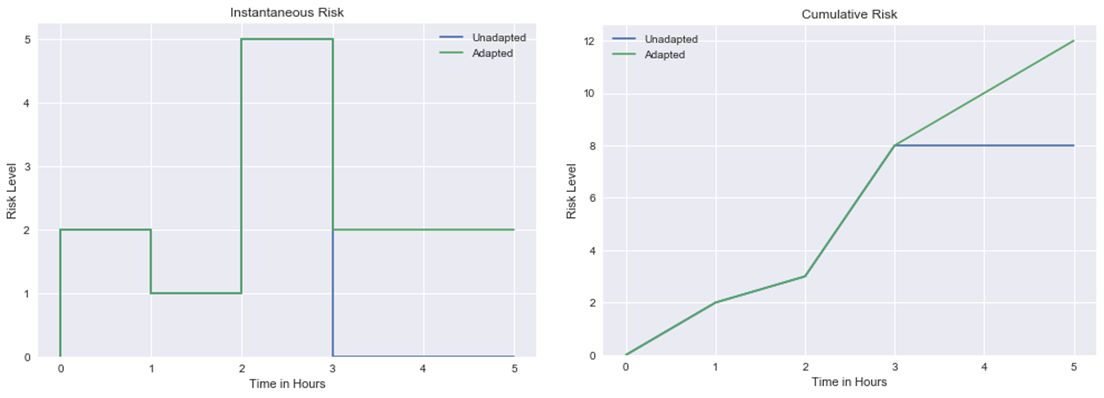 Instantaneous Risk
Unadapted
Adapted
5
4
3
2
1
0
Risk Level
0 1 2 3 4 5
Time in Hours
Cumulative Risk
Unadapted
Adapted
12
10
8
6
4
2
0
Risk Level
0 1 2 3 4 5
Time in Hours